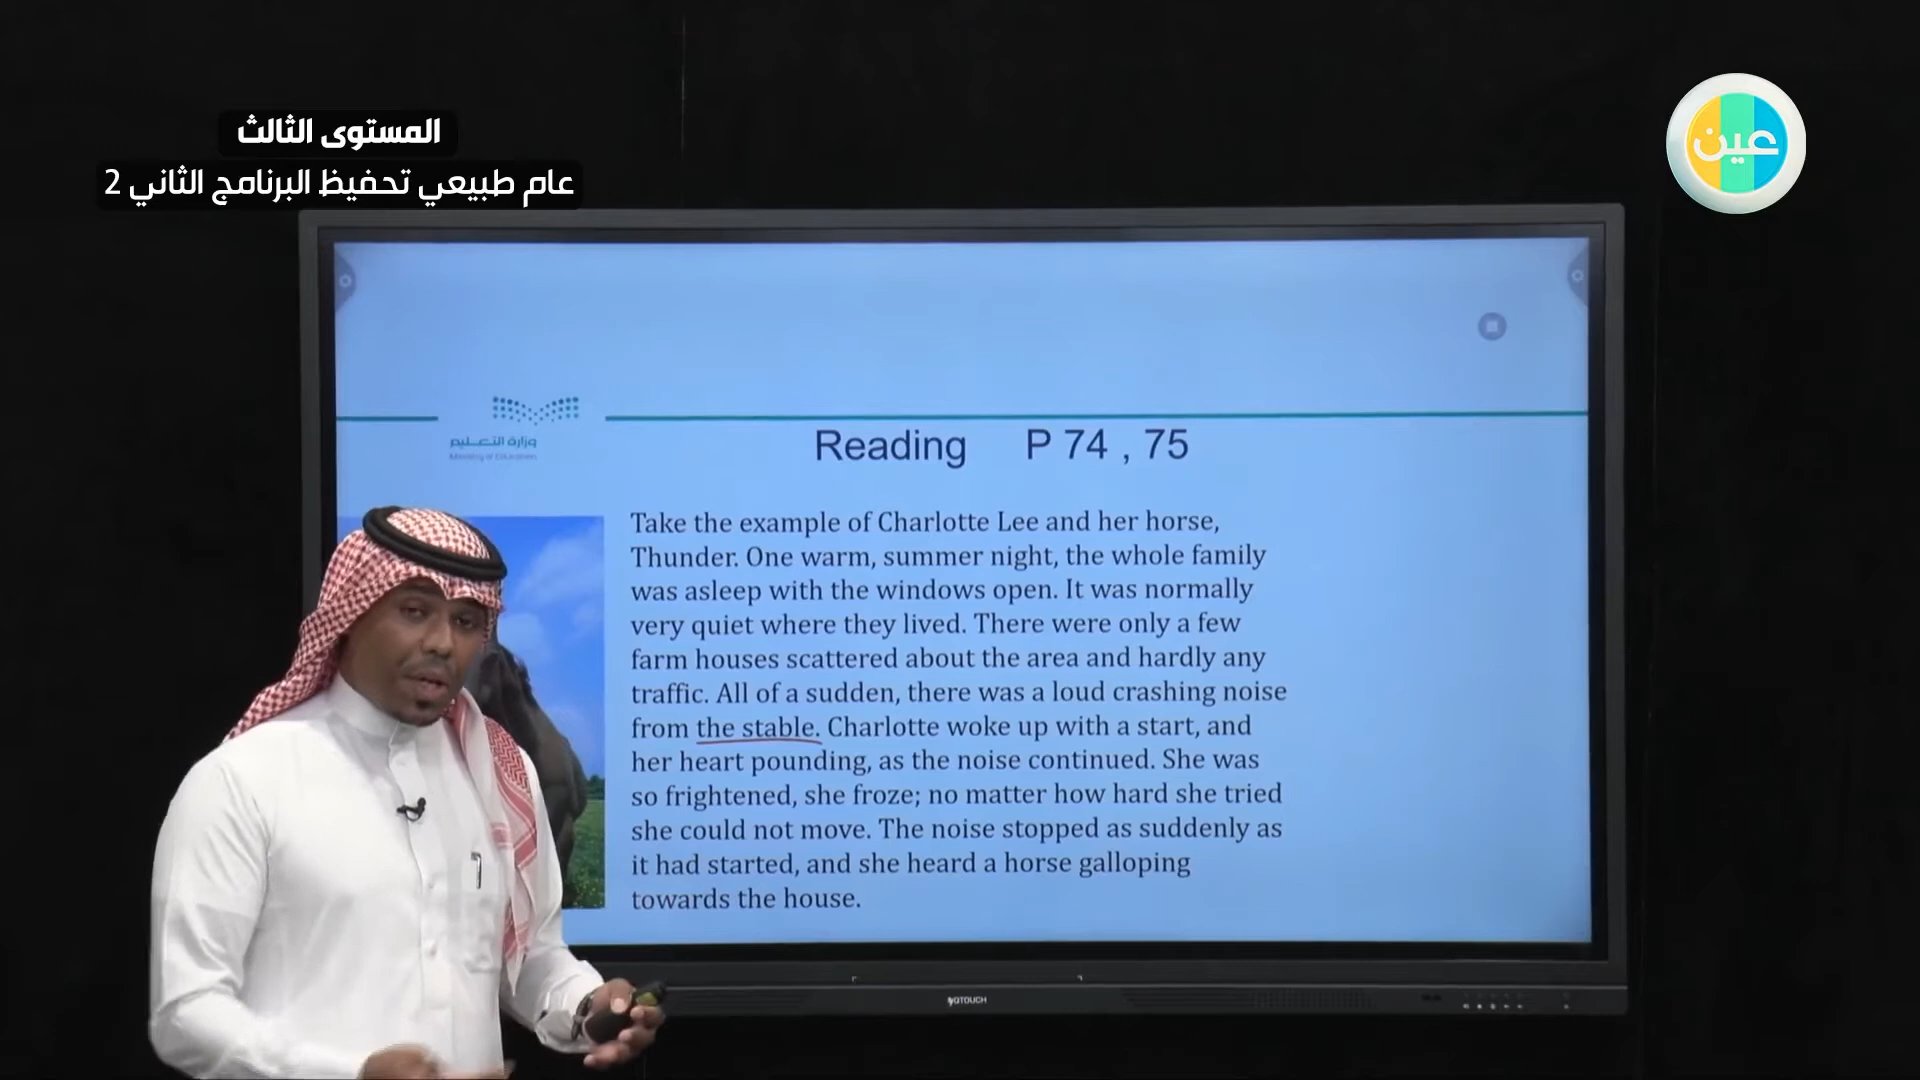 المستوى الثالث
عام طبيعي تحفيظ البرنامج الثاني 2
عين
وزارة التعليم
Ministry of Education
Reading P 74 , 75
Take the example of Charlotte Lee and her horse,
Thunder. One warm, summer night, the whole family
was asleep with the windows open. It was normally
very quiet where they lived. There were only a few
farm houses scattered about the area and hardly any
traffic. All of a sudden, there was a loud crashing noise
from the stable. Charlotte woke up with a start, and
her heart pounding, as the noise continued. She was
so frightened, she froze; no matter how hard she tried
she could not move. The noise stopped as suddenly as
it had started, and she heard a horse galloping
towards the house.
QTOUCH